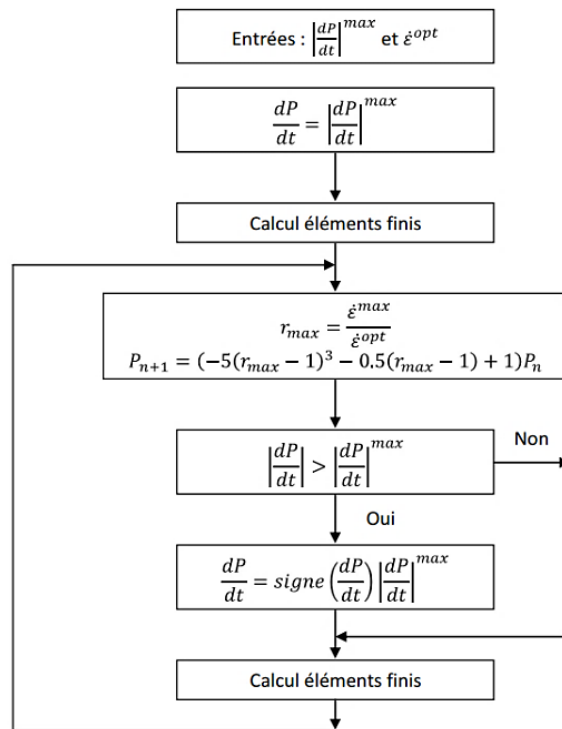 Entrées : |dP/dt|^max et ε̇^opt
dP/dt = |dP/dt|^max
Calcul éléments finis
r_max = ε̇^max/ε̇^opt
P_n+1 = (−5(r_max − 1)^3 − 0.5(r_max − 1) + 1)P_n
|dP/dt| > |dP/dt|^max
Non
Oui
dP/dt = signe (dP/dt) |dP/dt|^max
Calcul éléments finis